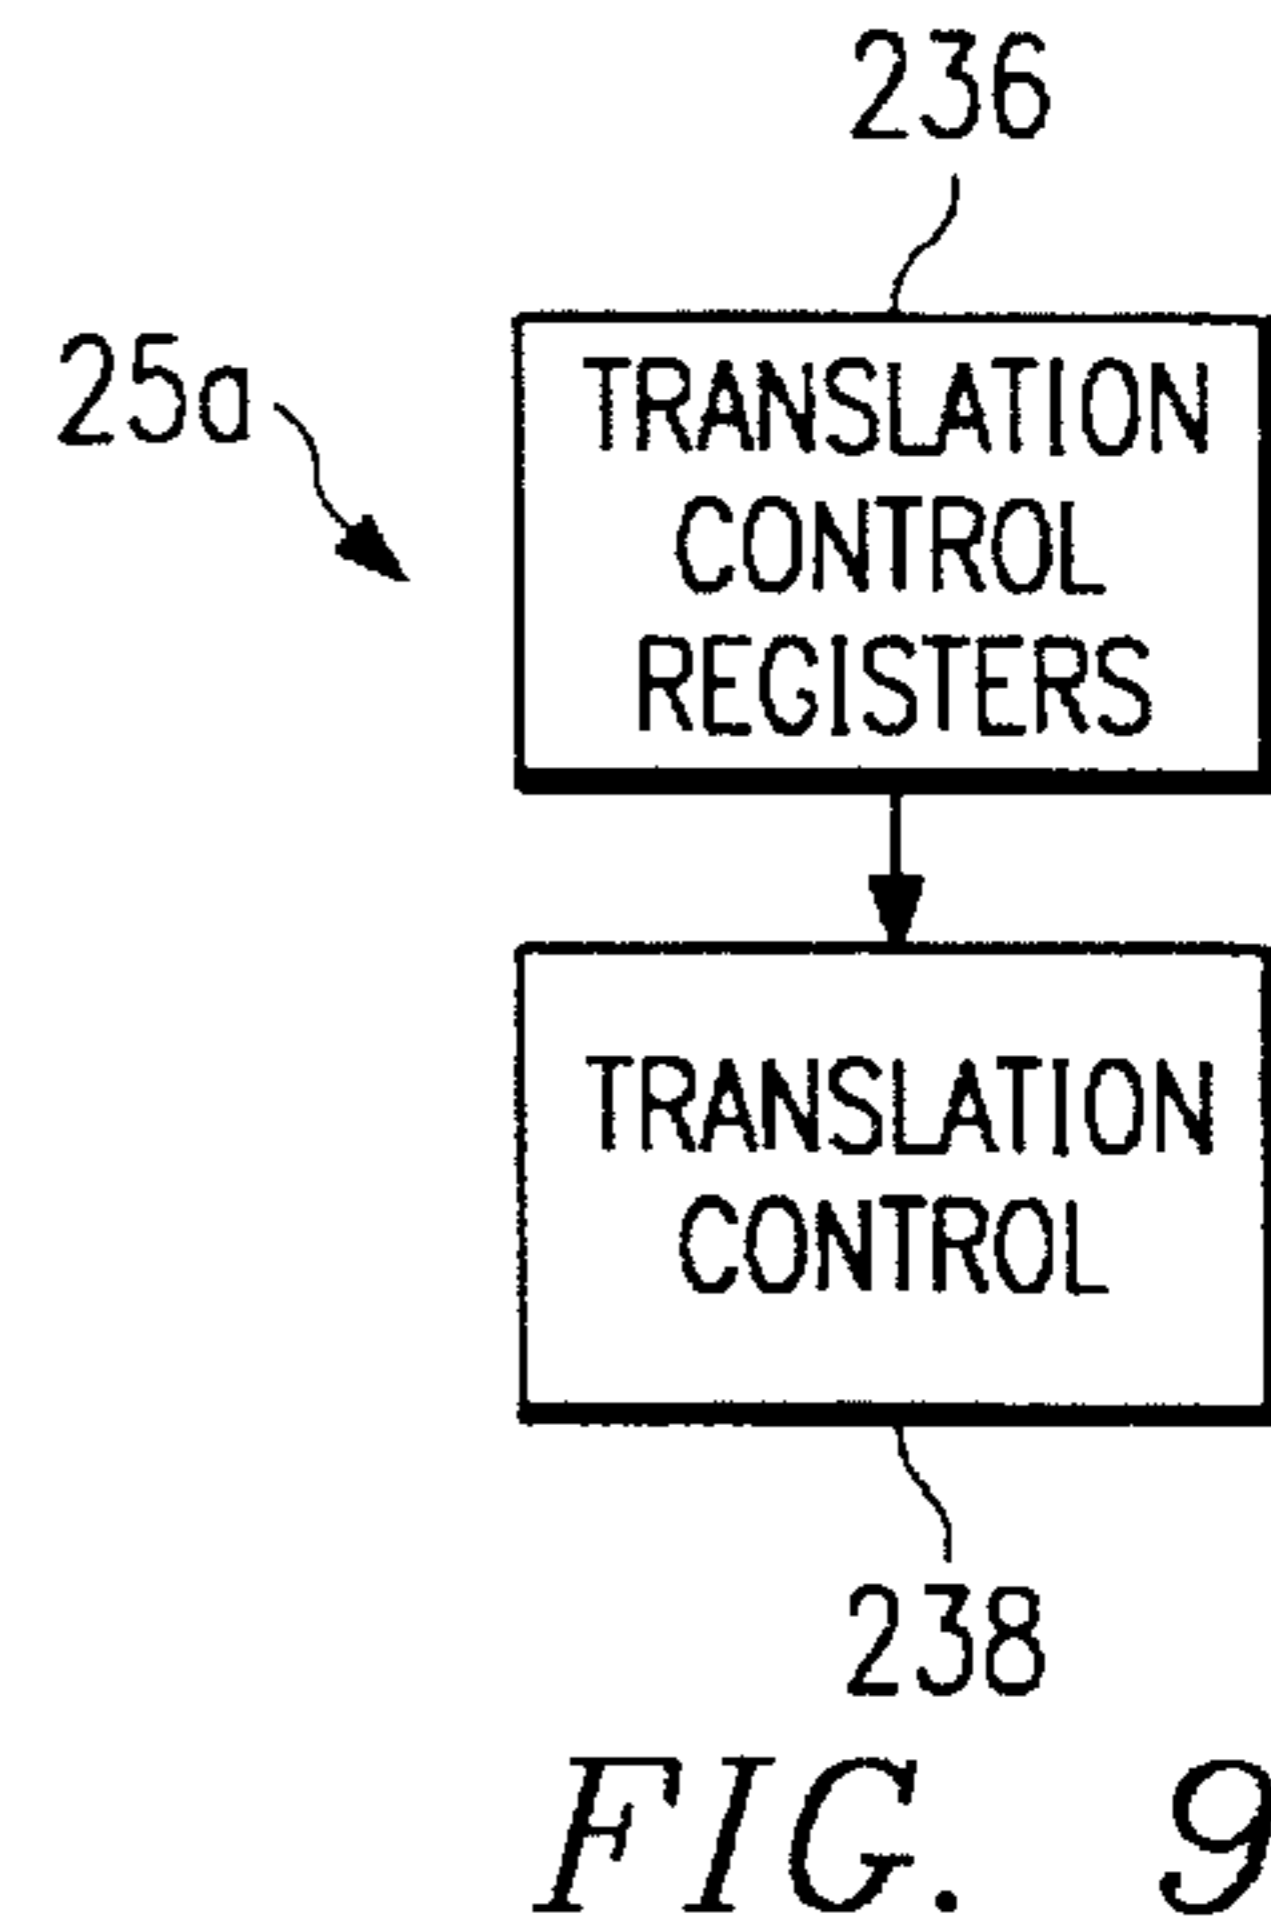 236
25a
TRANSLATION
CONTROL
REGISTERS
TRANSLATION
CONTROL
238
FIG. 9